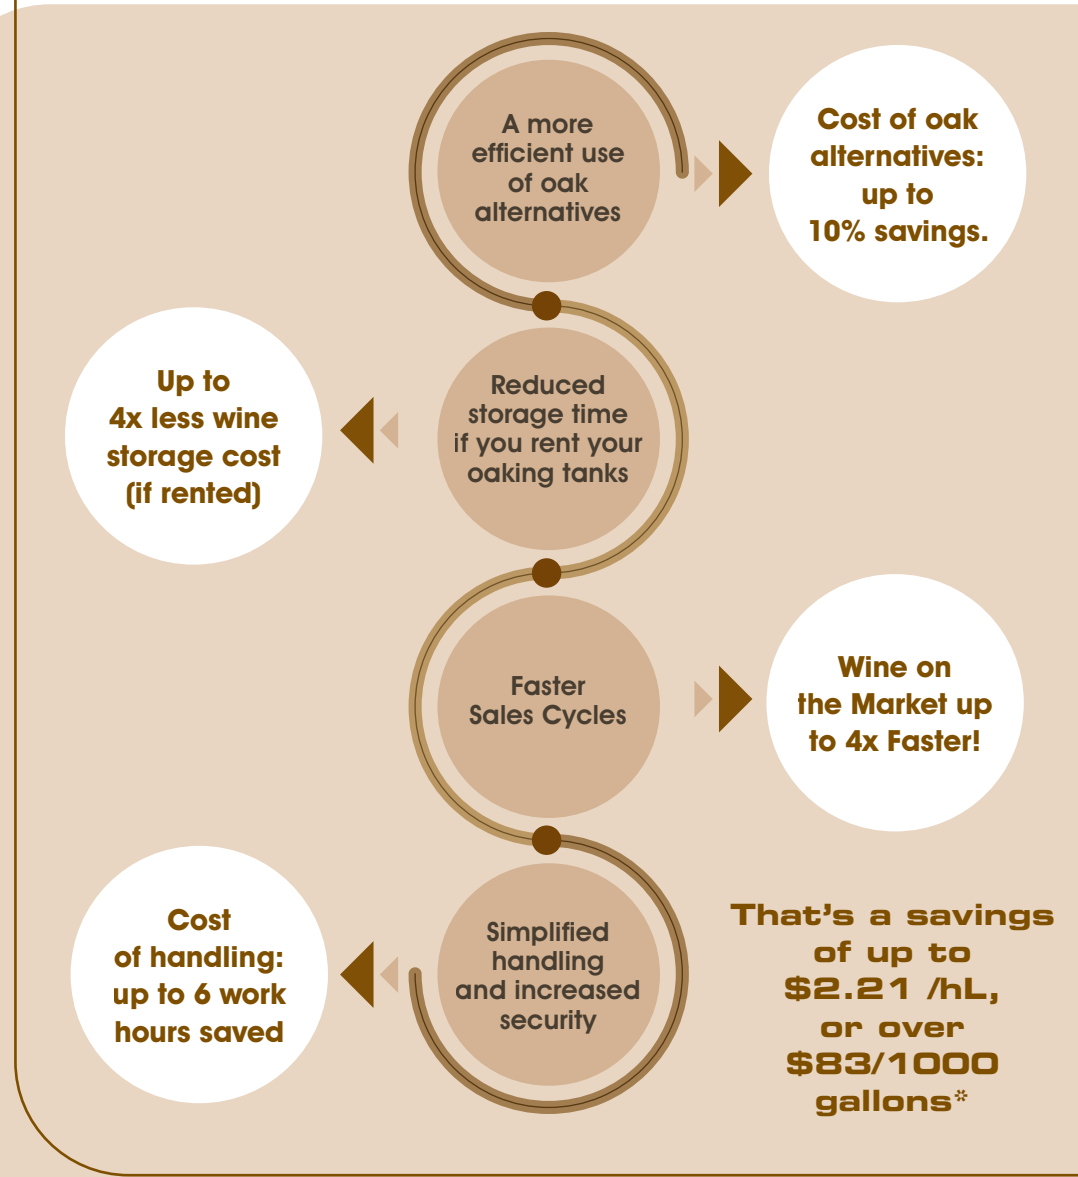 A more
efficient use
of oak
alternatives
Cost of oak
alternatives:
up to
10% savings.
Up to
4x less wine
storage cost
(if rented)
Reduced
storage time
if you rent your
oaking tanks
Faster
Sales Cycles
Wine on
the Market up
to 4x Faster!
Cost
of handling:
up to 6 work
hours saved
Simplified
handling
and increased
security
That's a savings
of up to
$2.21 /hL,
or over
$83/1000
gallons*